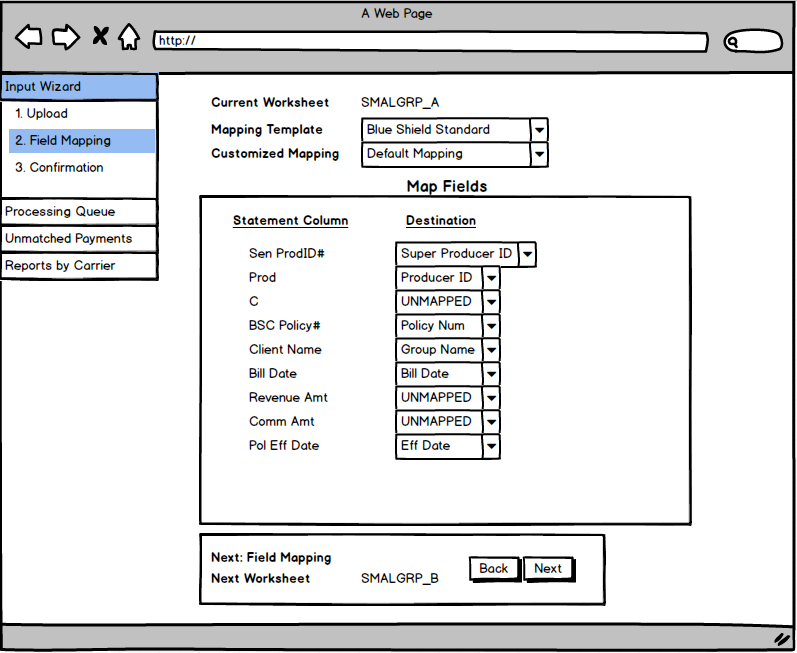 A Web Page
http://
Input Wizard
1. Upload
2. Field Mapping
3. Confirmation
Processing Queue
Unmatched Payments
Reports by Carrier
Current Worksheet SMALGRP_A
Mapping Template Blue Shield Standard
Customized Mapping Default Mapping
Map Fields
Statement Column Destination
Sen ProdID# Super Producer ID
Prod Producer ID
C UNMAPPED
BSC Policy# Policy Num
Client Name Group Name
Bill Date Bill Date
Revenue Amt UNMAPPED
Comm Amt UNMAPPED
Pol Eff Date Eff Date
Next: Field Mapping
Next Worksheet SMALGRP_B
Back Next